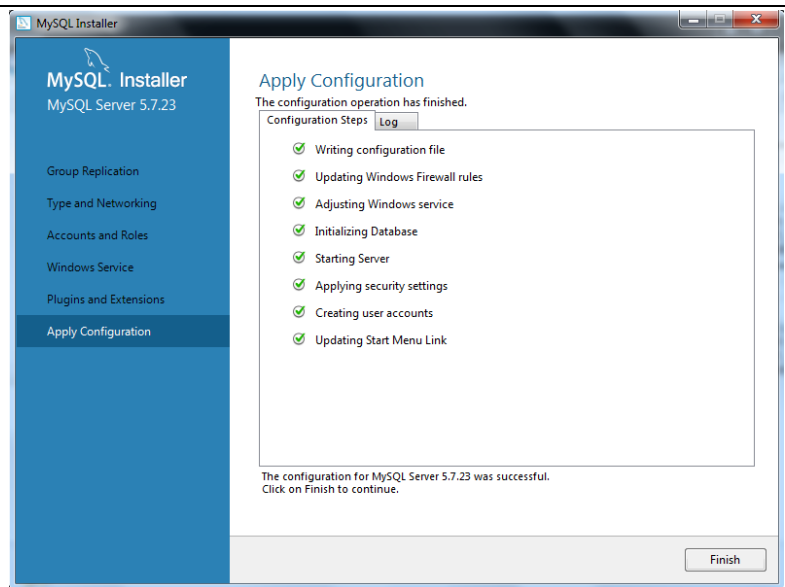 MySQL Installer
MySQL. Installer
MySQL Server 5.7.23
Group Replication
Type and Networking
Accounts and Roles
Windows Service
Plugins and Extensions
Apply Configuration
Apply Configuration
The configuration operation has finished.
Configuration Steps Log
Writing configuration file
Updating Windows Firewall rules
Adjusting Windows service
Initializing Database
Starting Server
Applying security settings
Creating user accounts
Updating Start Menu Link
The configuration for MySQL Server 5.7.23 was successful.
Click on Finish to continue.
Finish